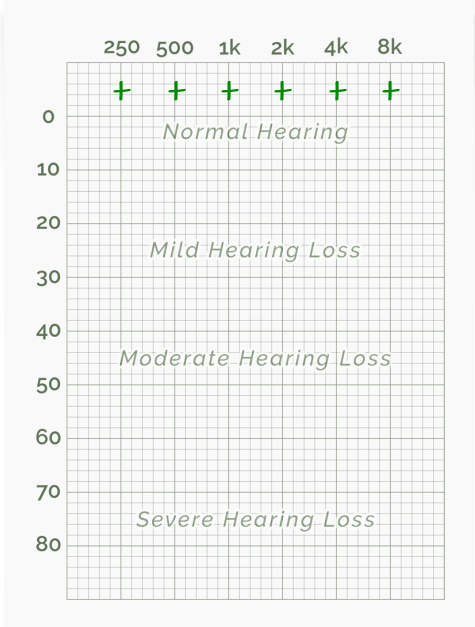 250 500 1k 2k 4k 8k
+ + + + + +
0
Normal Hearing
10
20
Mild Hearing Loss
30
40
Moderate Hearing Loss
50
60
70
Severe Hearing Loss
80